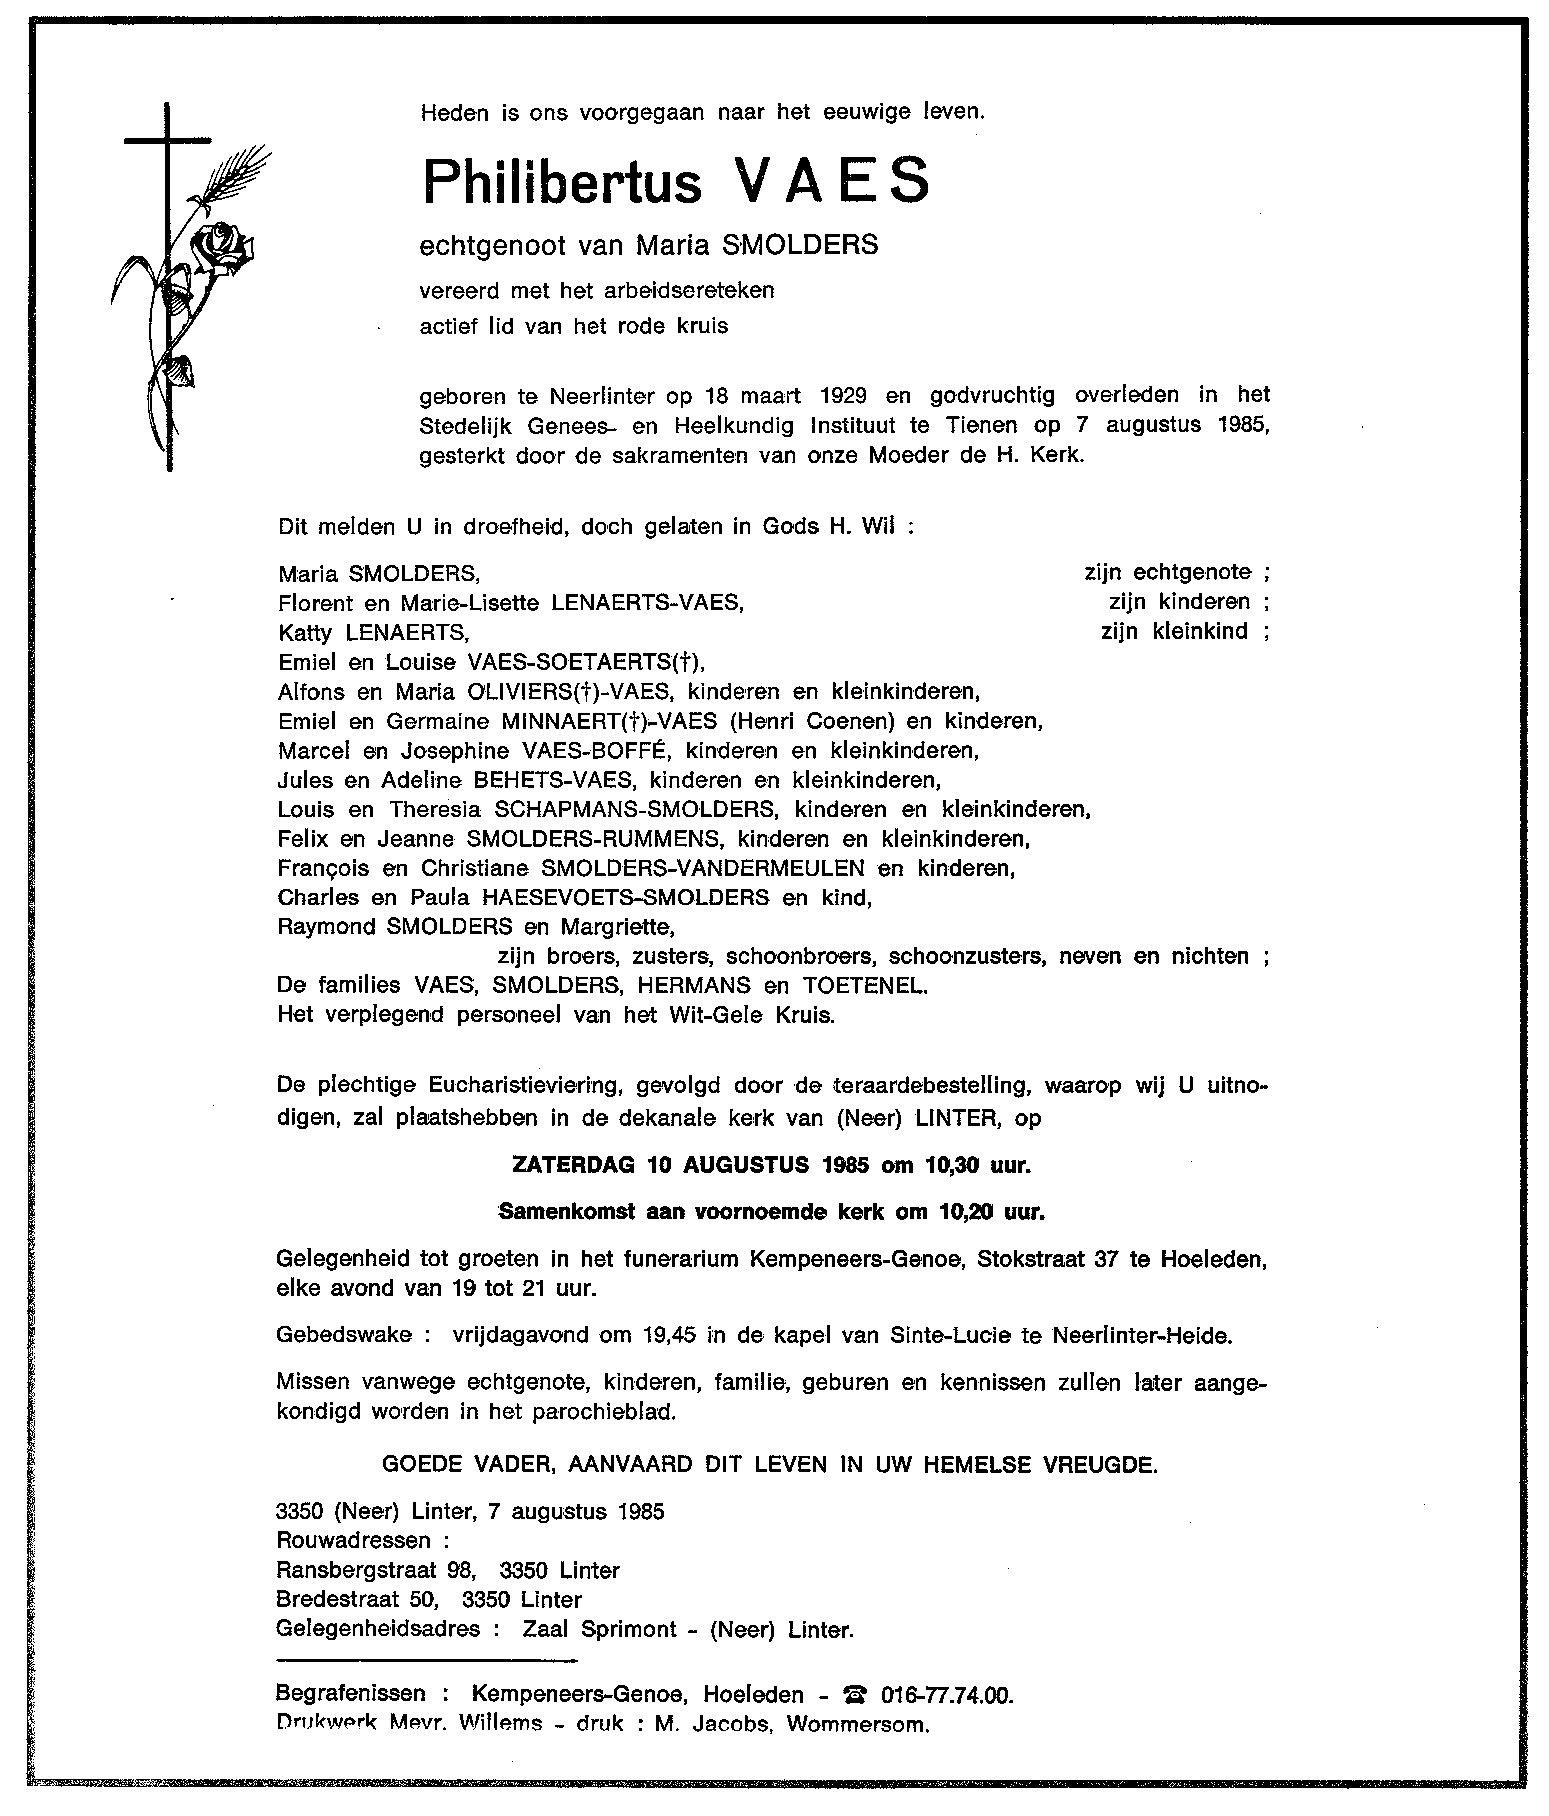 Heden is ons voorgegaan naar het eeuwige leven.
Philibertus VAES
echtgenoot van Maria SMOLDERS
vereerd met het arbeidsereteken
actief lid van het rode kruis
geboren te Neerlinter op 18 maart 1929 en godvruchtig overleden in het
Stedelijk Genees- en Heelkundig Instituut te Tienen op 7 augustus 1985,
gesterkt door de sakramenten van onze Moeder de H. Kerk.
Dit melden U in droefheid, doch gelaten in Gods H. Wil :
Maria SMOLDERS, zijn echtgenote ;
Florent en Marie-Lisette LENAERTS-VAES, zijn kinderen ;
Katty LENAERTS, zijn kleinkind ;
Emiel en Louise VAES-SOETAERTS(†),
Alfons en Maria OLIVIERS(†)-VAES, kinderen en kleinkinderen,
Emiel en Germaine MINNAERT(†)-VAES (Henri Coenen) en kinderen,
Marcel en Josephine VAES-BOFFÉ, kinderen en kleinkinderen,
Jules en Adeline BEHETS-VAES, kinderen en kleinkinderen,
Louis en Theresia SCHAPMANS-SMOLDERS, kinderen en kleinkinderen,
Felix en Jeanne SMOLDERS-RUMMENS, kinderen en kleinkinderen,
François en Christiane SMOLDERS-VANDERMEULEN en kinderen,
Charles en Paula HAESEVOETS-SMOLDERS en kind,
Raymond SMOLDERS en Margriette,
zijn broers, zusters, schoonbroers, schoonzusters, neven en nichten ;
De families VAES, SMOLDERS, HERMANS en TOETENEL.
Het verplegend personeel van het Wit-Gele Kruis.
De plechtige Eucharistieviering, gevolgd door de teraardebestelling, waarop wij U uitno-
digen, zal plaatshebben in de dekanale kerk van (Neer) LINTER, op
ZATERDAG 10 AUGUSTUS 1985 om 10,30 uur.
Samenkomst aan voornoemde kerk om 10,20 uur.
Gelegenheid tot groeten in het funerarium Kempeneers-Genoe, Stokstraat 37 te Hoeleden,
elke avond van 19 tot 21 uur.
Gebedswake : vrijdagavond om 19,45 in de kapel van Sinte-Lucie te Neerlinter-Heide.
Missen vanwege echtgenote, kinderen, familie, geburen en kennissen zullen later aange-
kondigd worden in het parochieblad.
GOEDE VADER, AANVAARD DIT LEVEN IN UW HEMELSE VREUGDE.
3350 (Neer) Linter, 7 augustus 1985
Rouwadressen :
Ransbergstraat 98, 3350 Linter
Bredestraat 50, 3350 Linter
Gelegenheidsadres : Zaal Sprimont - (Neer) Linter.
Begrafenissen : Kempeneers-Genoe, Hoeleden - ☎ 016-77.74.00.
Drukwerk Mevr. Willems - druk : M. Jacobs, Wommersom.